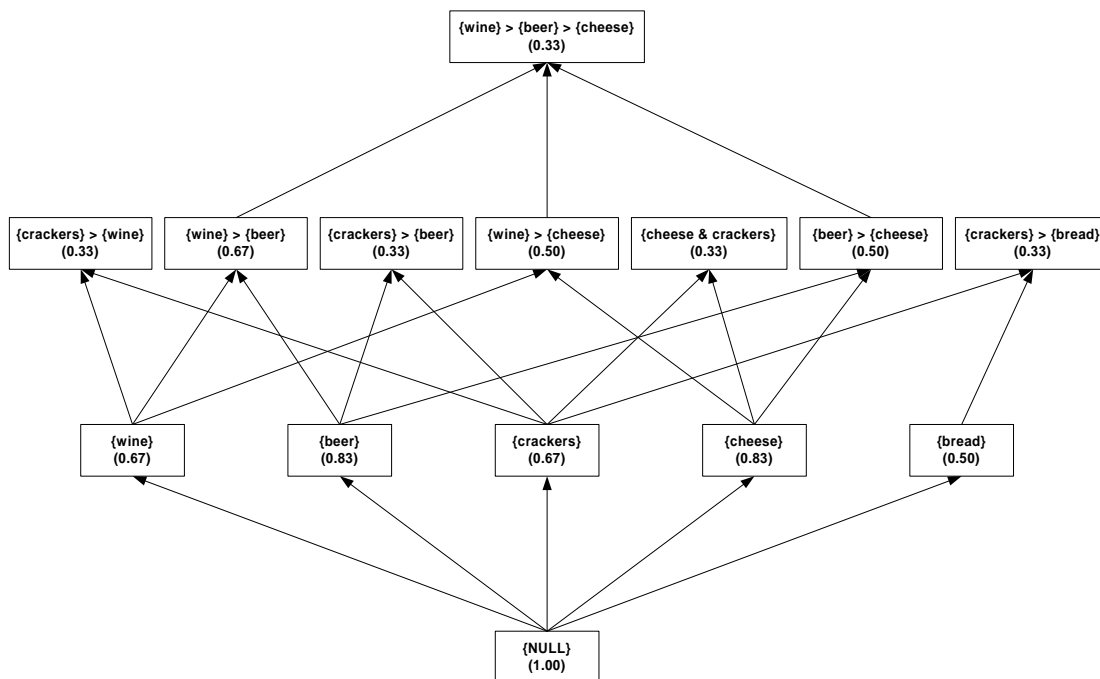 {wine} > {beer} > {cheese}
(0.33)
{crackers} > {wine}
(0.33)
{wine} > {beer}
(0.67)
{crackers} > {beer}
(0.33)
{wine} > {cheese}
(0.50)
{cheese & crackers}
(0.33)
{beer} > {cheese}
(0.50)
{crackers} > {bread}
(0.33)
{wine}
(0.67)
{beer}
(0.83)
{crackers}
(0.67)
{cheese}
(0.83)
{bread}
(0.50)
{NULL}
(1.00)